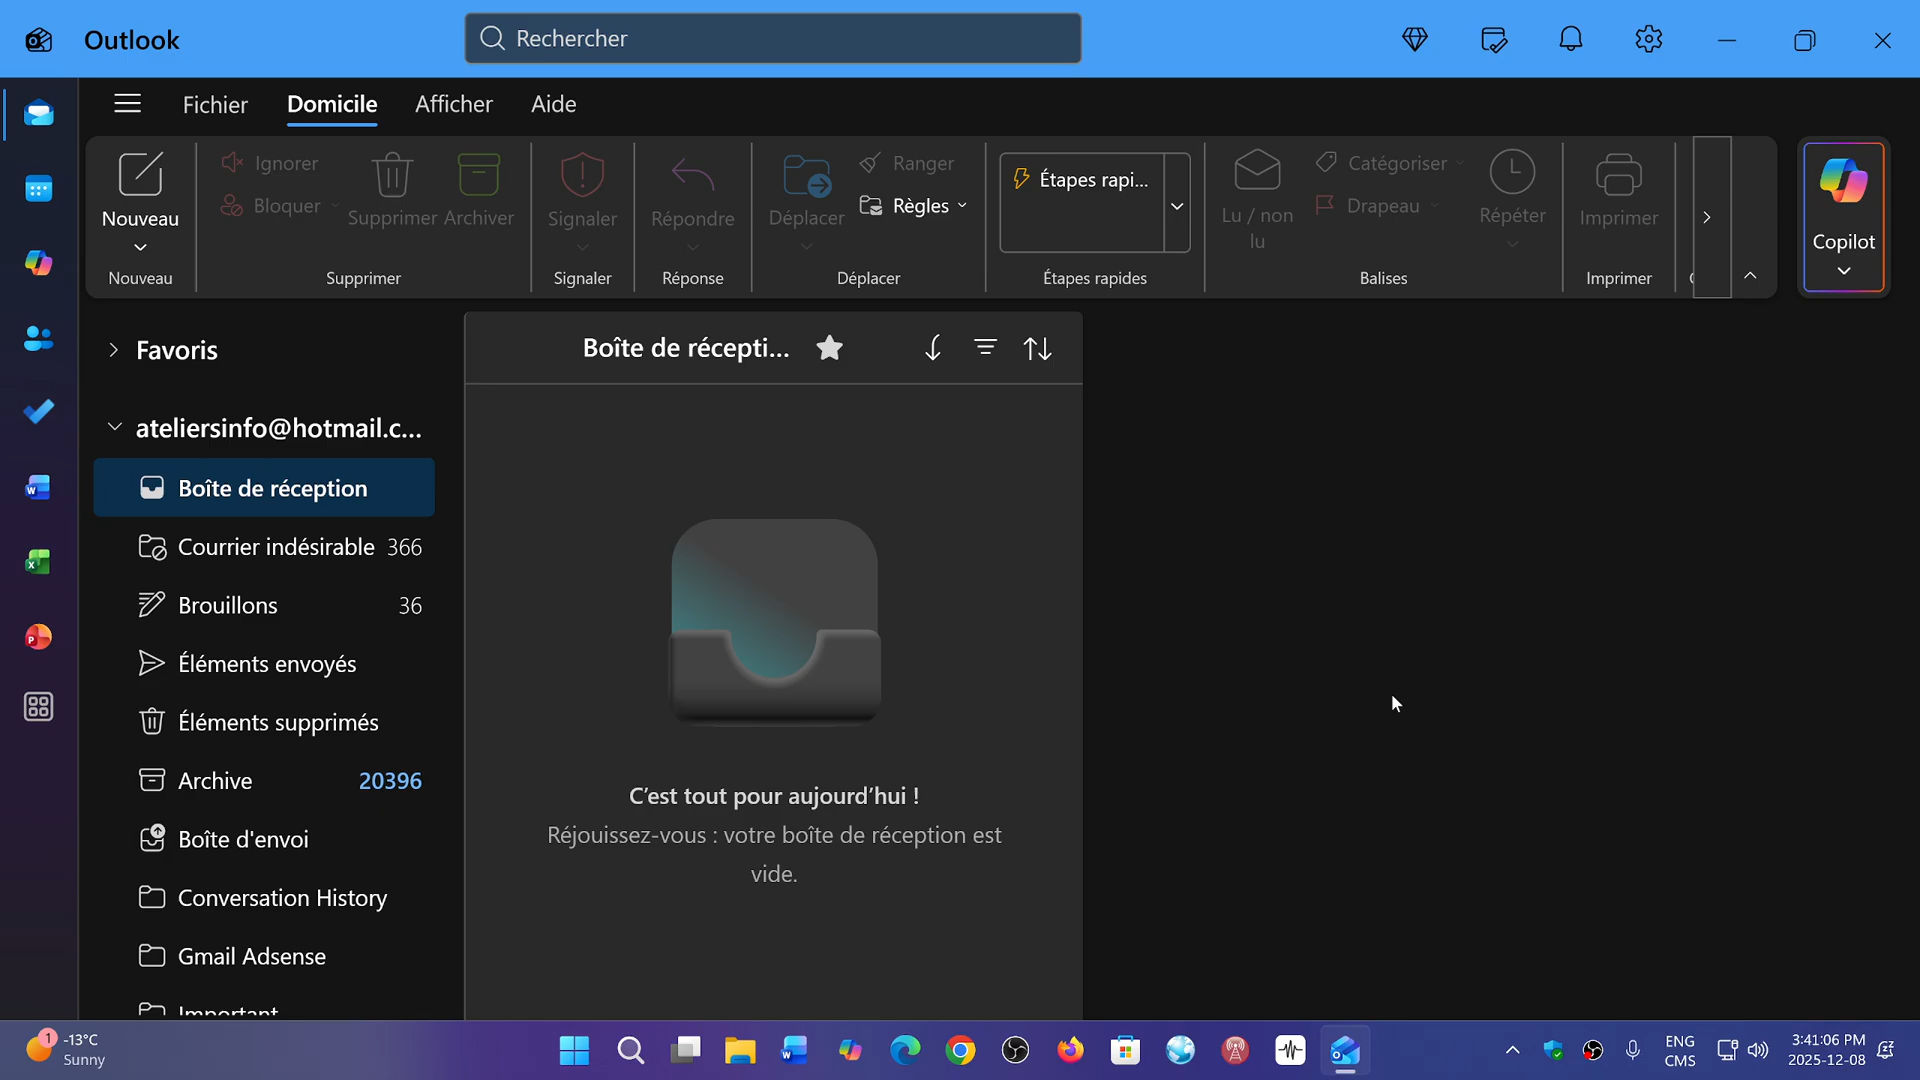 Outlook
Rechercher
Fichier
Domicile
Afficher
Aide
Nouveau
Nouveau
Ignorer
Bloquer
Supprimer
Archiver
Supprimer
Signaler
Signaler
Répondre
Réponse
Déplacer
Ranger
Règles
Déplacer
Étapes rapi...
Étapes rapides
Lu / non
lu
Catégoriser
Drapeau
Répéter
Balises
Imprimer
Imprimer
Copilot
Favoris
ateliersinfo@hotmail.c...
Boîte de réception
Courrier indésirable 366
Brouillons 36
Éléments envoyés
Éléments supprimés
Archive 20396
Boîte d'envoi
Conversation History
Gmail Adsense
Important
Boîte de récepti...
C’est tout pour aujourd’hui !
Réjouissez-vous : votre boîte de réception est
vide.
1
-13°C
Sunny
ENG
CMS
3:41:06 PM
2025-12-08